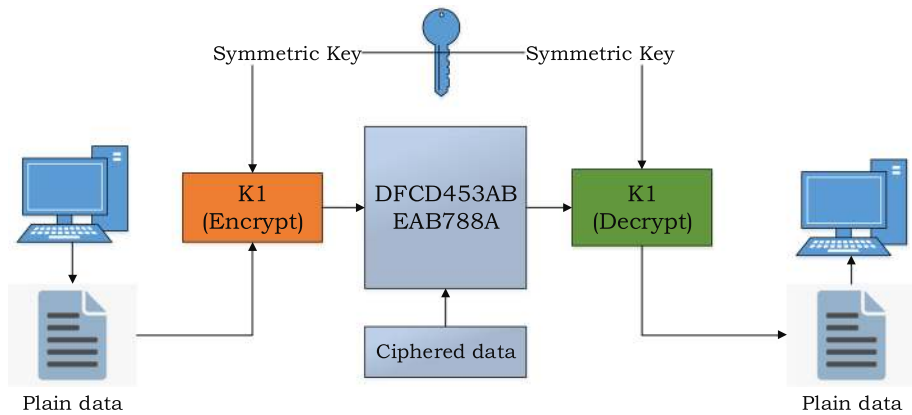 Symmetric Key
Symmetric Key
K1
(Encrypt)
DFCD453AB
EAB788A
K1
(Decrypt)
Ciphered data
Plain data
Plain data